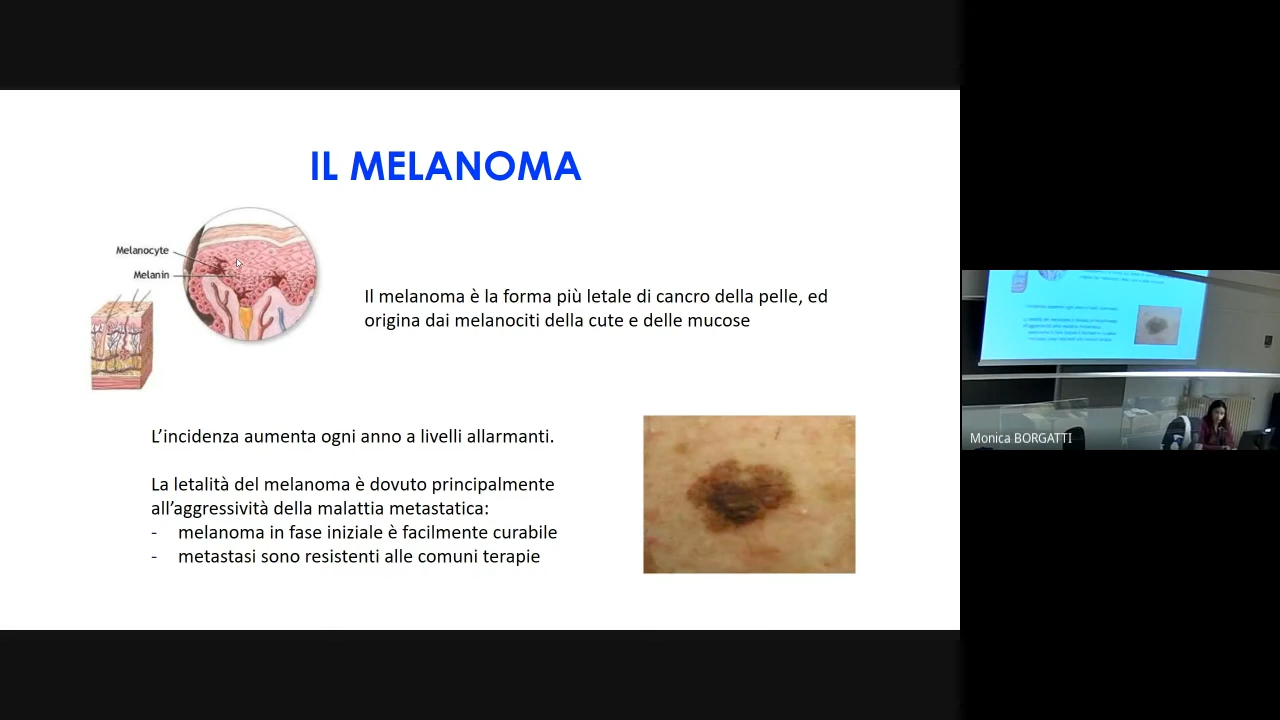 IL MELANOMA
Melanocyte
Melanin
Il melanoma è la forma più letale di cancro della pelle, ed
origina dai melanociti della cute e delle mucose
L’incidenza aumenta ogni anno a livelli allarmanti.
La letalità del melanoma è dovuto principalmente
all’aggressività della malattia metastatica:
- melanoma in fase iniziale è facilmente curabile
- metastasi sono resistenti alle comuni terapie
Monica BORGATTI